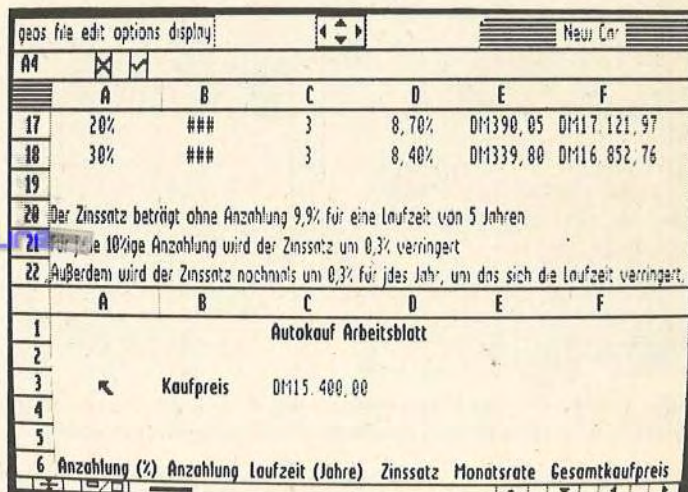 geos file edit options display New Car
A4
A B C D E F
17 20% ### 3 8,70% DM390,05 DM17.121,97
18 30% ### 3 8,40% DM339,80 DM16.852,76
19
20 Der Zinssatz beträgt ohne Anzahlung 9,9% für eine Laufzeit von 5 Jahren
21 10%ige Anzahlung wird der Zinssatz um 0,3% verringert
22 Außerdem wird der Zinssatz nochmals um 0,3% für jdes Jahr, um das sich die Laufzeit verringert.
A B C D E F
1 Autokauf Arbeitsblatt
2
3 Kaufpreis DM15.400,00
4
5
6 Anzahlung (%) Anzahlung Laufzeit (Jahre) Zinssatz Monatsrate Gesamtkaufpreis